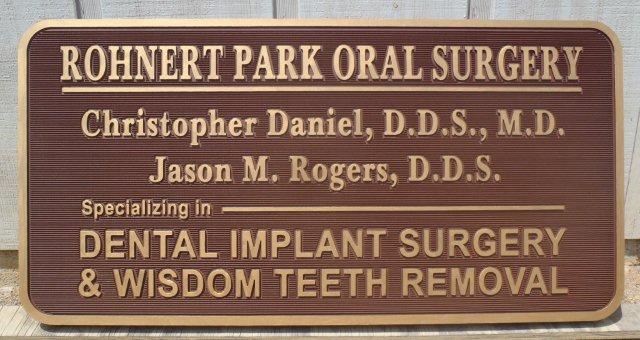 ROHNERT PARK ORAL SURGERY
Christopher Daniel, D.D.S., M.D.
Jason M. Rogers, D.D.S.
Specializing in
DENTAL IMPLANT SURGERY
& WISDOM TEETH REMOVAL